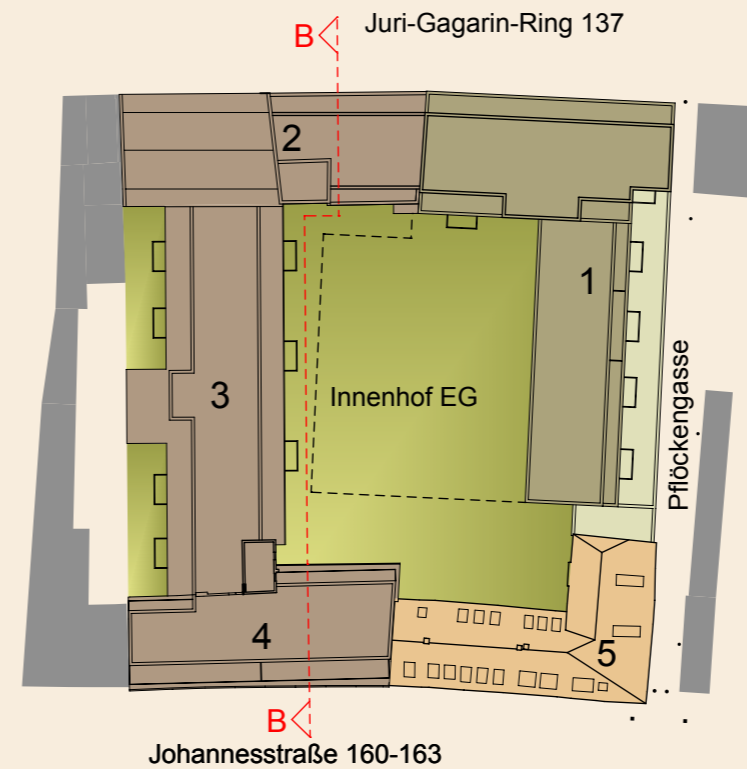 Juri-Gagarin-Ring 137
B
2
1
3
Innenhof EG
Pflöckengasse
4
5
B
Johannesstraße 160-163